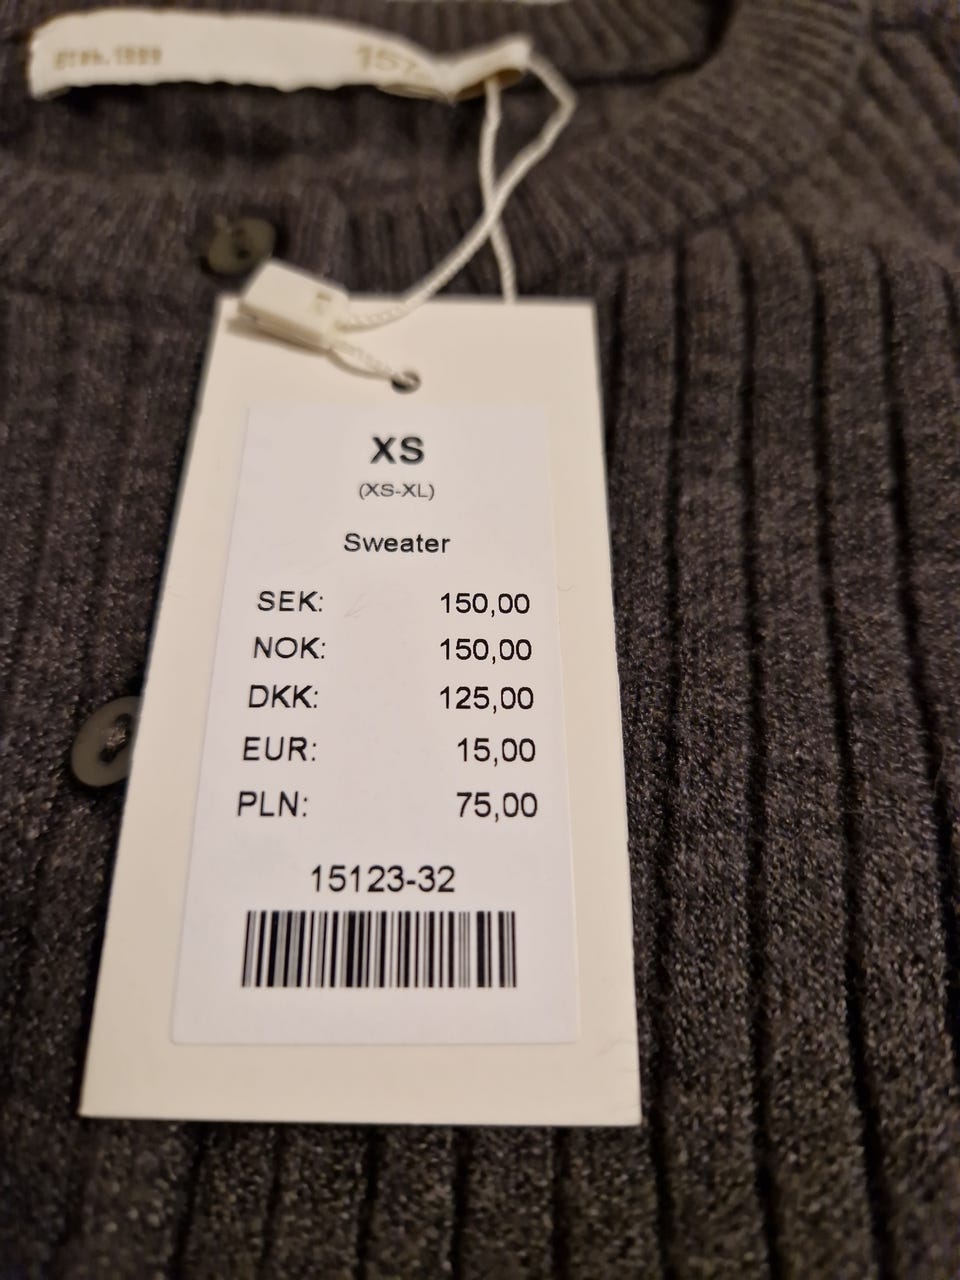 XS
(XS-XL)
Sweater
SEK: 150,00
NOK: 150,00
DKK: 125,00
EUR: 15,00
PLN: 75,00
15123-32